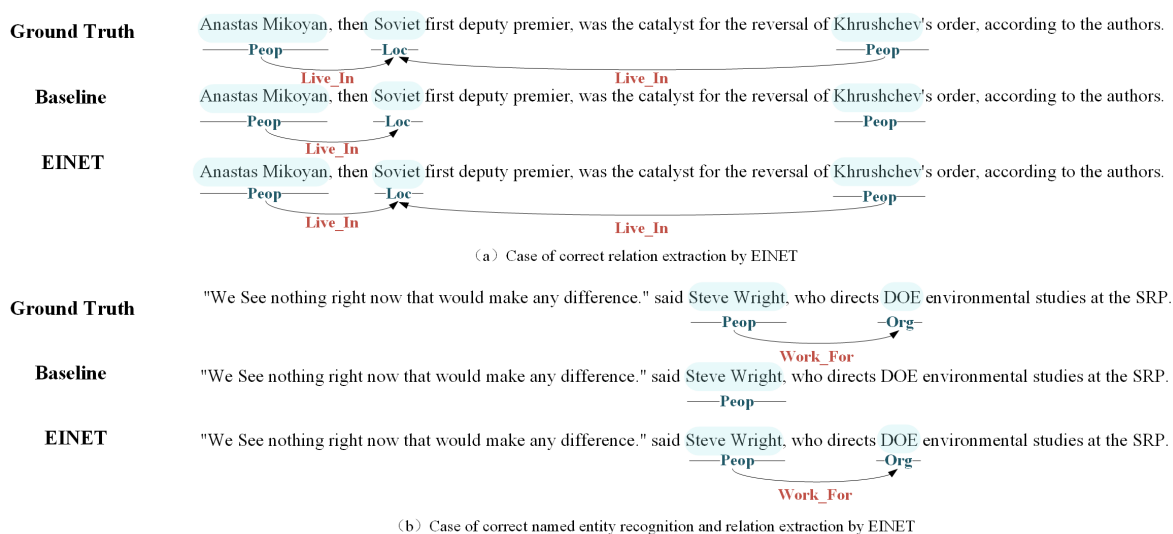 Ground Truth
Anastas Mikoyan, then Soviet first deputy premier, was the catalyst for the reversal of Khrushchev's order, according to the authors.
Peop Loc Peop
Live_In Live_In
Baseline
Anastas Mikoyan, then Soviet first deputy premier, was the catalyst for the reversal of Khrushchev's order, according to the authors.
Peop Loc Peop
Live_In
EINET
Anastas Mikoyan, then Soviet first deputy premier, was the catalyst for the reversal of Khrushchev's order, according to the authors.
Peop Loc Peop
Live_In Live_In
（a）Case of correct relation extraction by EINET
Ground Truth
"We See nothing right now that would make any difference." said Steve Wright, who directs DOE environmental studies at the SRP.
Peop Org
Work_For
Baseline
"We See nothing right now that would make any difference." said Steve Wright, who directs DOE environmental studies at the SRP.
Peop
EINET
"We See nothing right now that would make any difference." said Steve Wright, who directs DOE environmental studies at the SRP.
Peop Org
Work_For
（b）Case of correct named entity recognition and relation extraction by EINET